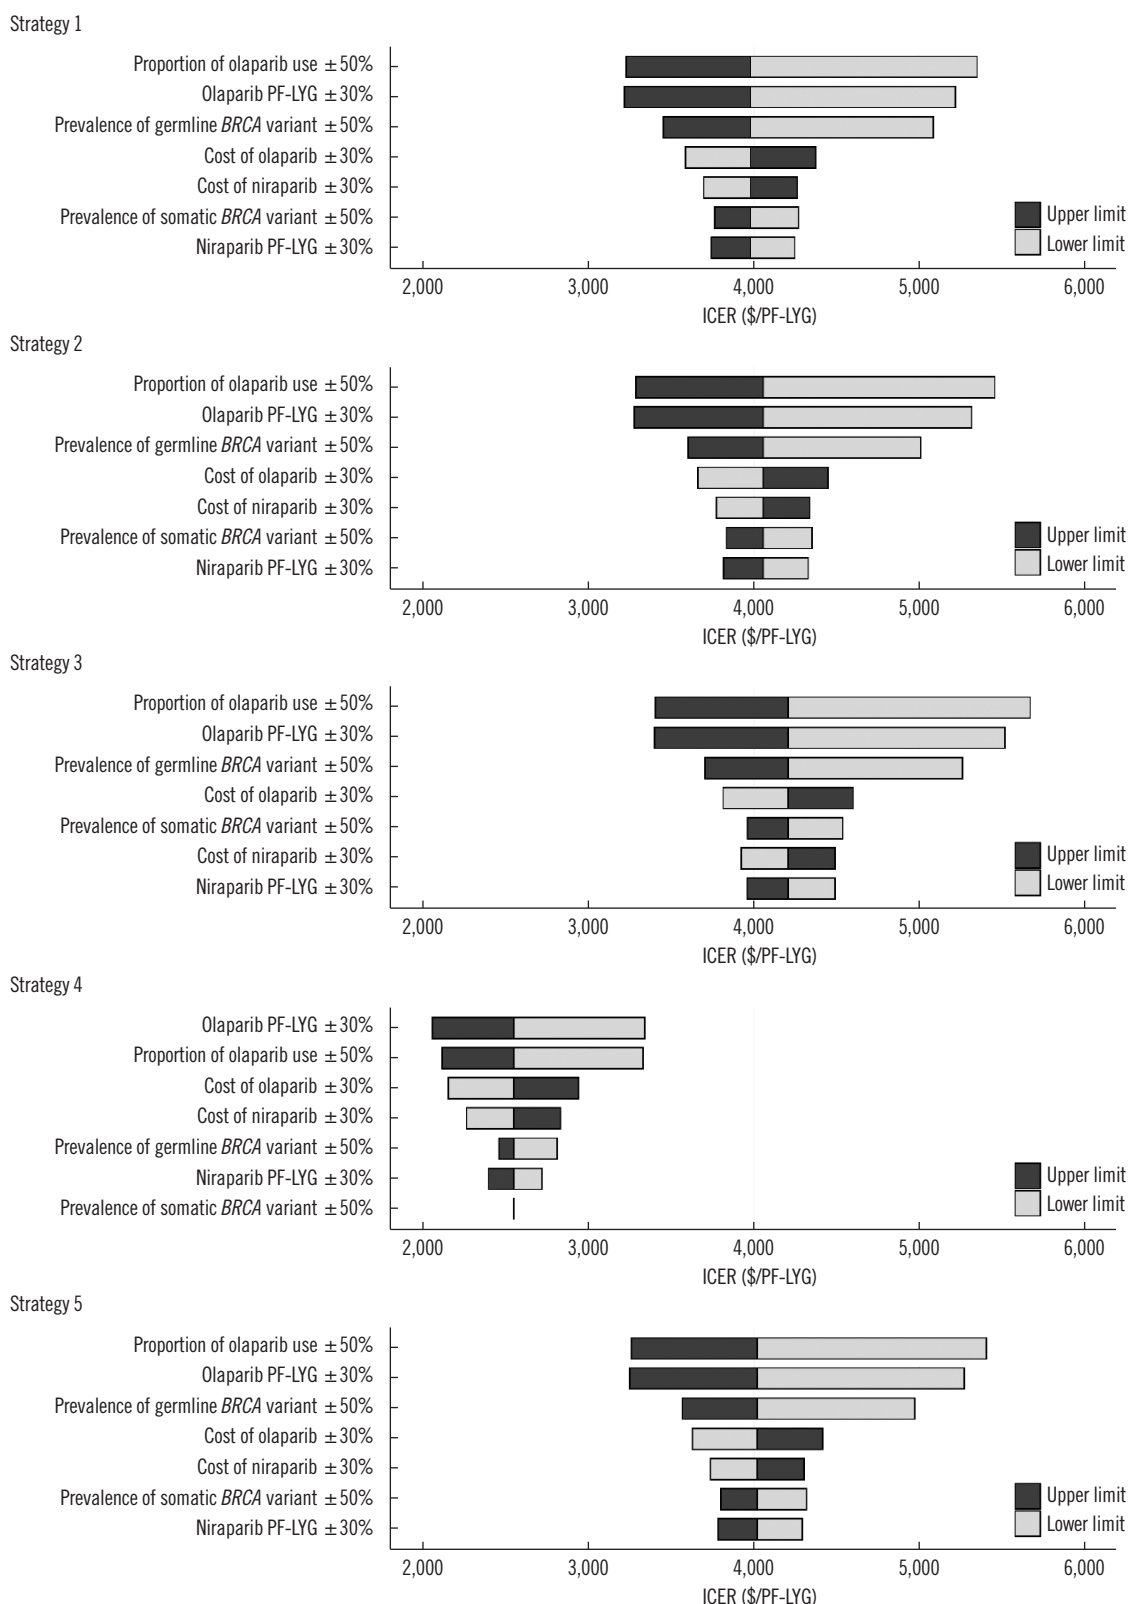 Strategy 1
Proportion of olaparib use ±50%
Olaparib PF-LYG ±30%
Prevalence of germline BRCA variant ±50%
Cost of olaparib ±30%
Cost of niraparib ±30%
Prevalence of somatic BRCA variant ±50%
Niraparib PF-LYG ±30%
Upper limit
Lower limit
2,000 3,000 4,000 5,000 6,000
ICER ($/PF-LYG)
Strategy 2
Proportion of olaparib use ±50%
Olaparib PF-LYG ±30%
Prevalence of germline BRCA variant ±50%
Cost of olaparib ±30%
Cost of niraparib ±30%
Prevalence of somatic BRCA variant ±50%
Niraparib PF-LYG ±30%
Upper limit
Lower limit
2,000 3,000 4,000 5,000 6,000
ICER ($/PF-LYG)
Strategy 3
Proportion of olaparib use ±50%
Olaparib PF-LYG ±30%
Prevalence of germline BRCA variant ±50%
Cost of olaparib ±30%
Prevalence of somatic BRCA variant ±50%
Cost of niraparib ±30%
Niraparib PF-LYG ±30%
Upper limit
Lower limit
2,000 3,000 4,000 5,000 6,000
ICER ($/PF-LYG)
Strategy 4
Olaparib PF-LYG ±30%
Proportion of olaparib use ±50%
Cost of olaparib ±30%
Cost of niraparib ±30%
Prevalence of germline BRCA variant ±50%
Niraparib PF-LYG ±30%
Prevalence of somatic BRCA variant ±50%
Upper limit
Lower limit
2,000 3,000 4,000 5,000 6,000
ICER ($/PF-LYG)
Strategy 5
Proportion of olaparib use ±50%
Olaparib PF-LYG ±30%
Prevalence of germline BRCA variant ±50%
Cost of olaparib ±30%
Cost of niraparib ±30%
Prevalence of somatic BRCA variant ±50%
Niraparib PF-LYG ±30%
Upper limit
Lower limit
2,000 3,000 4,000 5,000 6,000
ICER ($/PF-LYG)